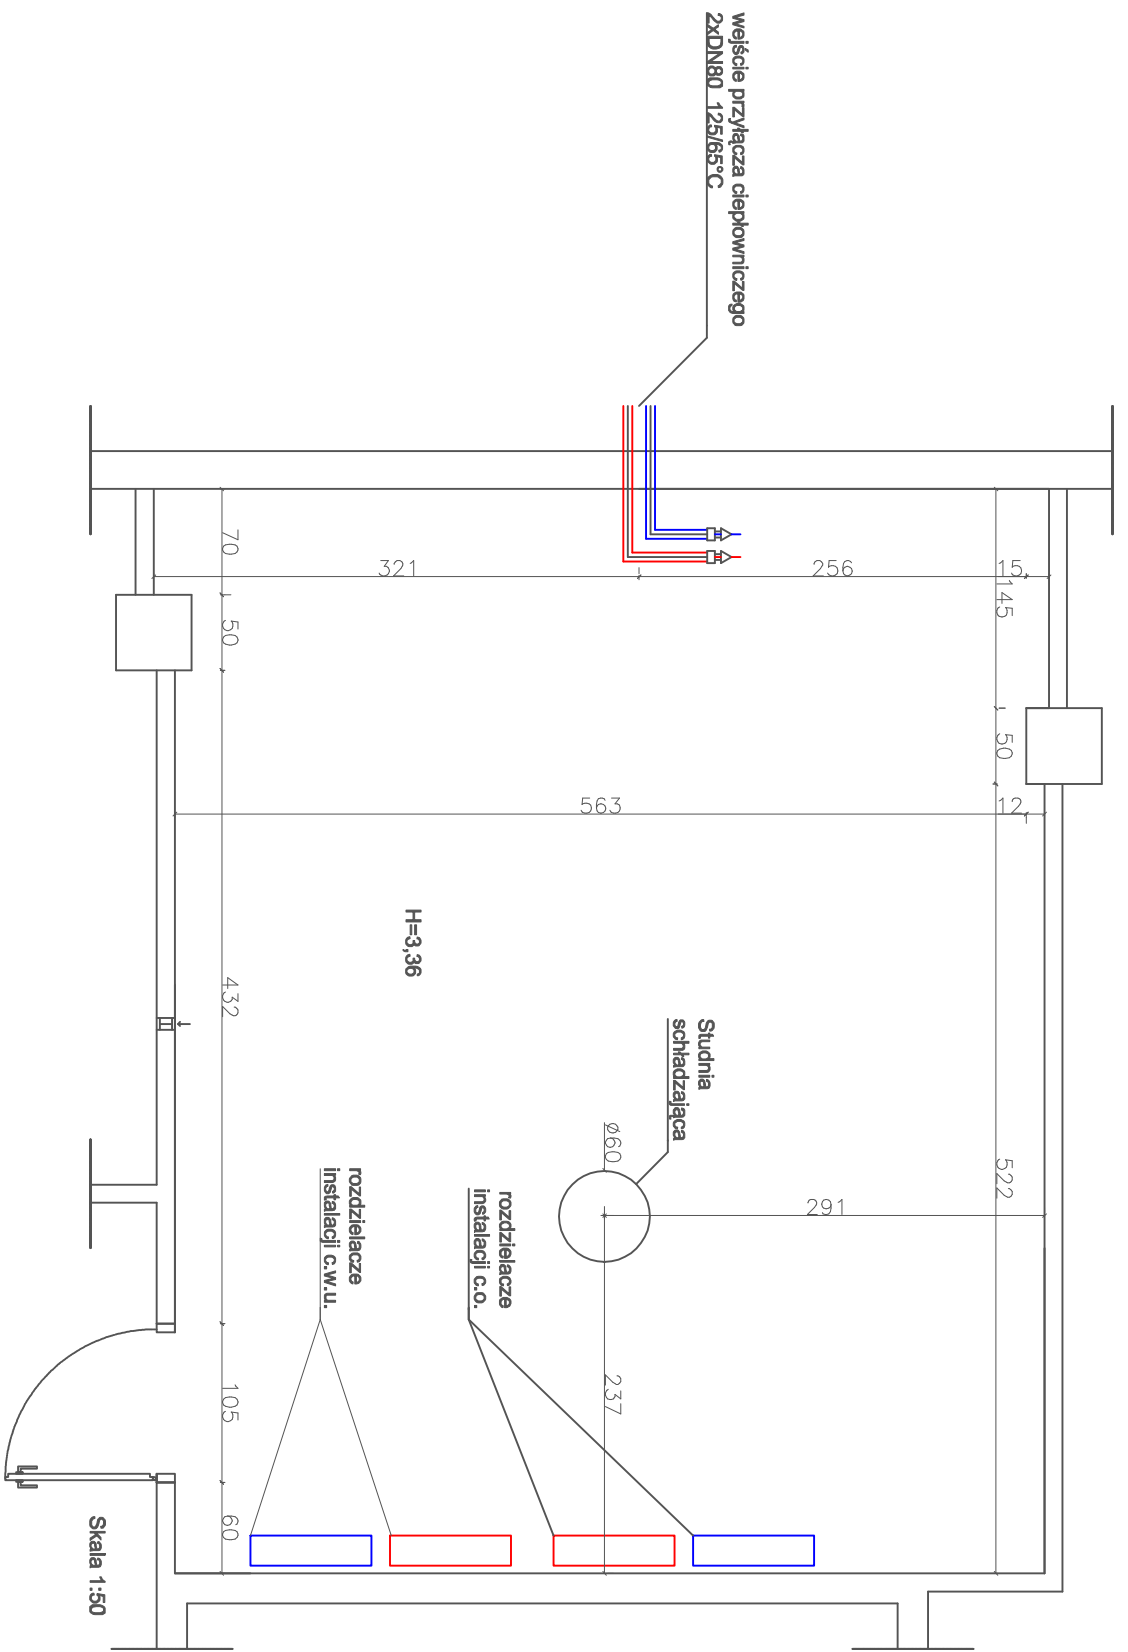 wejście przyłącza ciepłowniczego
2xDN80 125/65°C
70
321
256
15
145
50
50
563
12
H=3,36
432
Studnia
schładzająca
ø60
522
291
rozdzielacze
instalacji c.w.u.
rozdzielacze
instalacji c.o.
237
105
60
Skala 1:50